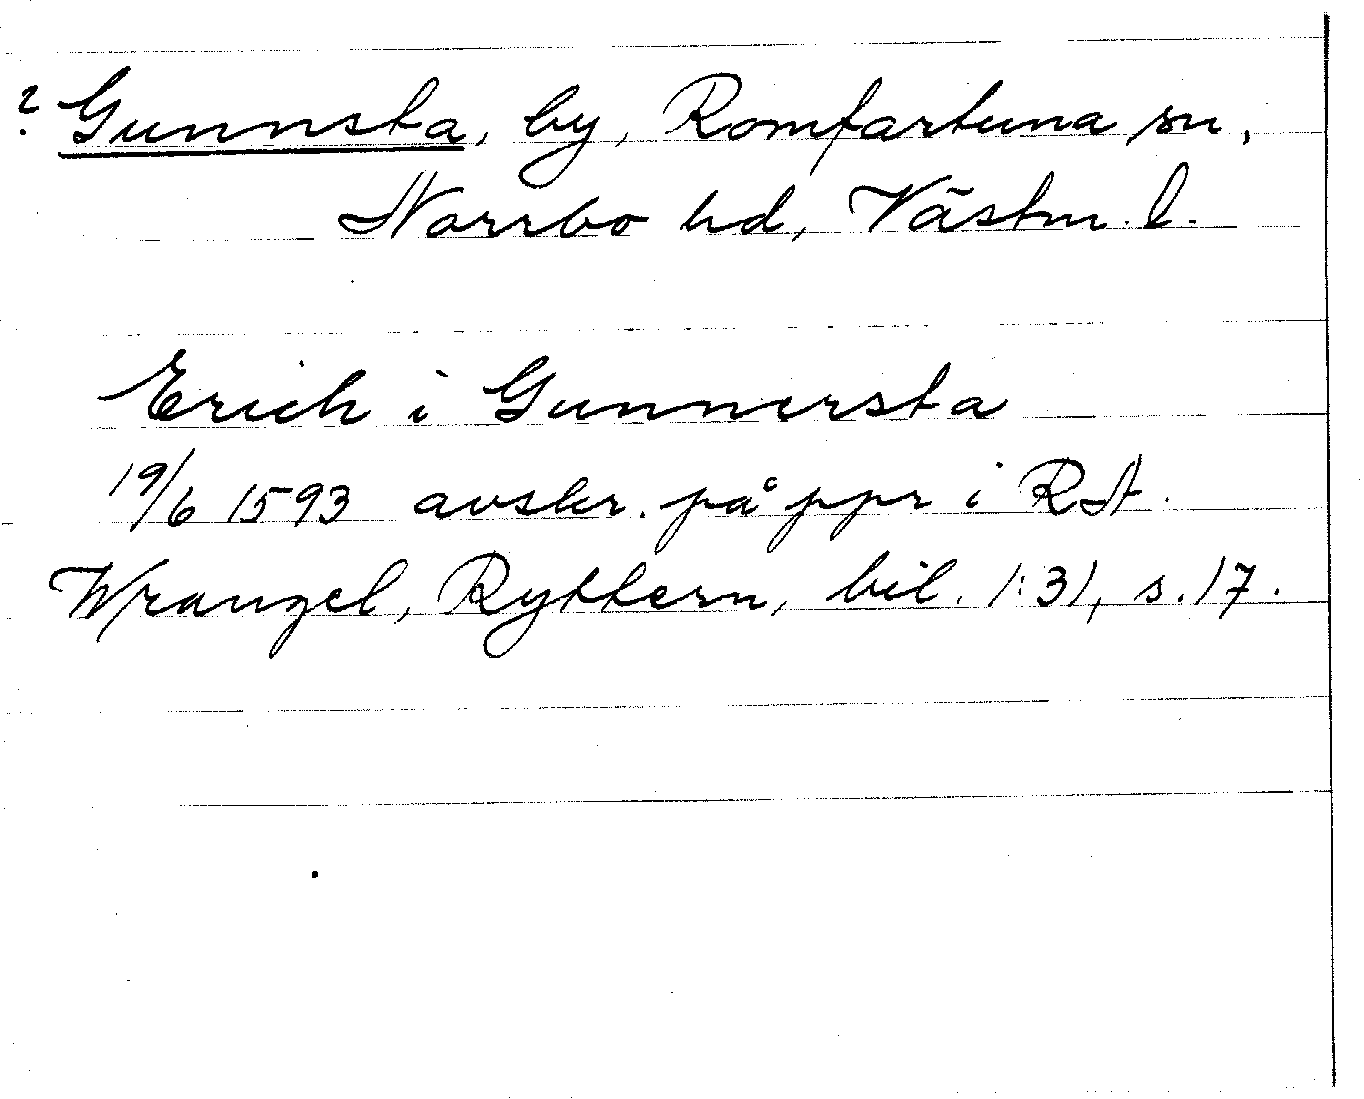 ? Gunnsta, by, Romfartuna sn,
Norrbo hd, Västm. l.
Erich i Gunnersta
19/6 1593 avskr. på ppr i RA.
Wrangel, Ryttern, bil. 1:31, s. 17.